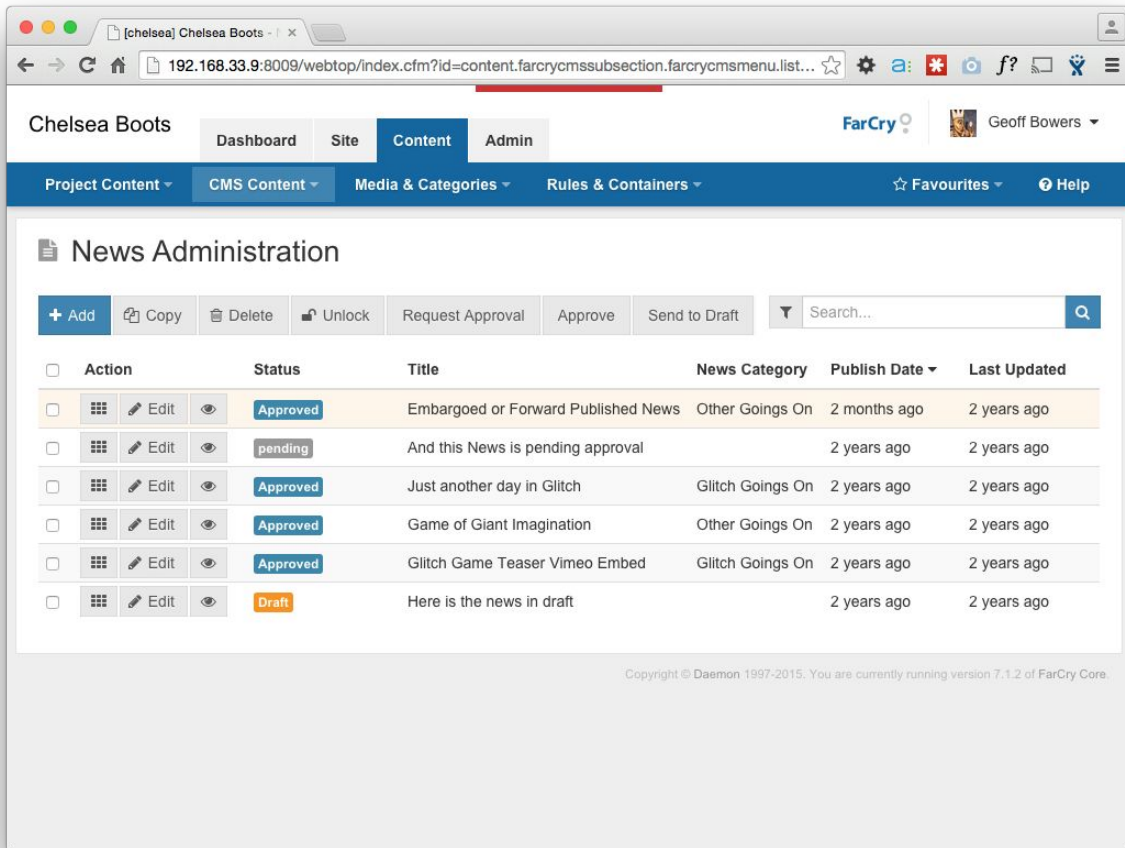 [chelsea] Chelsea Boots -
192.168.33.9:8009/webtop/index.cfm?id=content.farcrycmssubsection.farcrycmsmenu.list...
a:
f?
Chelsea Boots
Dashboard Site Content Admin
FarCry
Geoff Bowers
Project Content CMS Content Media & Categories Rules & Containers Favourites Help
News Administration
Add Copy Delete Unlock Request Approval Approve Send to Draft Search...
Action Status Title News Category Publish Date Last Updated
Edit Approved Embargoed or Forward Published News Other Goings On 2 months ago 2 years ago
Edit pending And this News is pending approval 2 years ago 2 years ago
Edit Approved Just another day in Glitch Glitch Goings On 2 years ago 2 years ago
Edit Approved Game of Giant Imagination Other Goings On 2 years ago 2 years ago
Edit Approved Glitch Game Teaser Vimeo Embed Glitch Goings On 2 years ago 2 years ago
Edit Draft Here is the news in draft 2 years ago 2 years ago
Copyright © Daemon 1997-2015. You are currently running version 7.1.2 of FarCry Core.